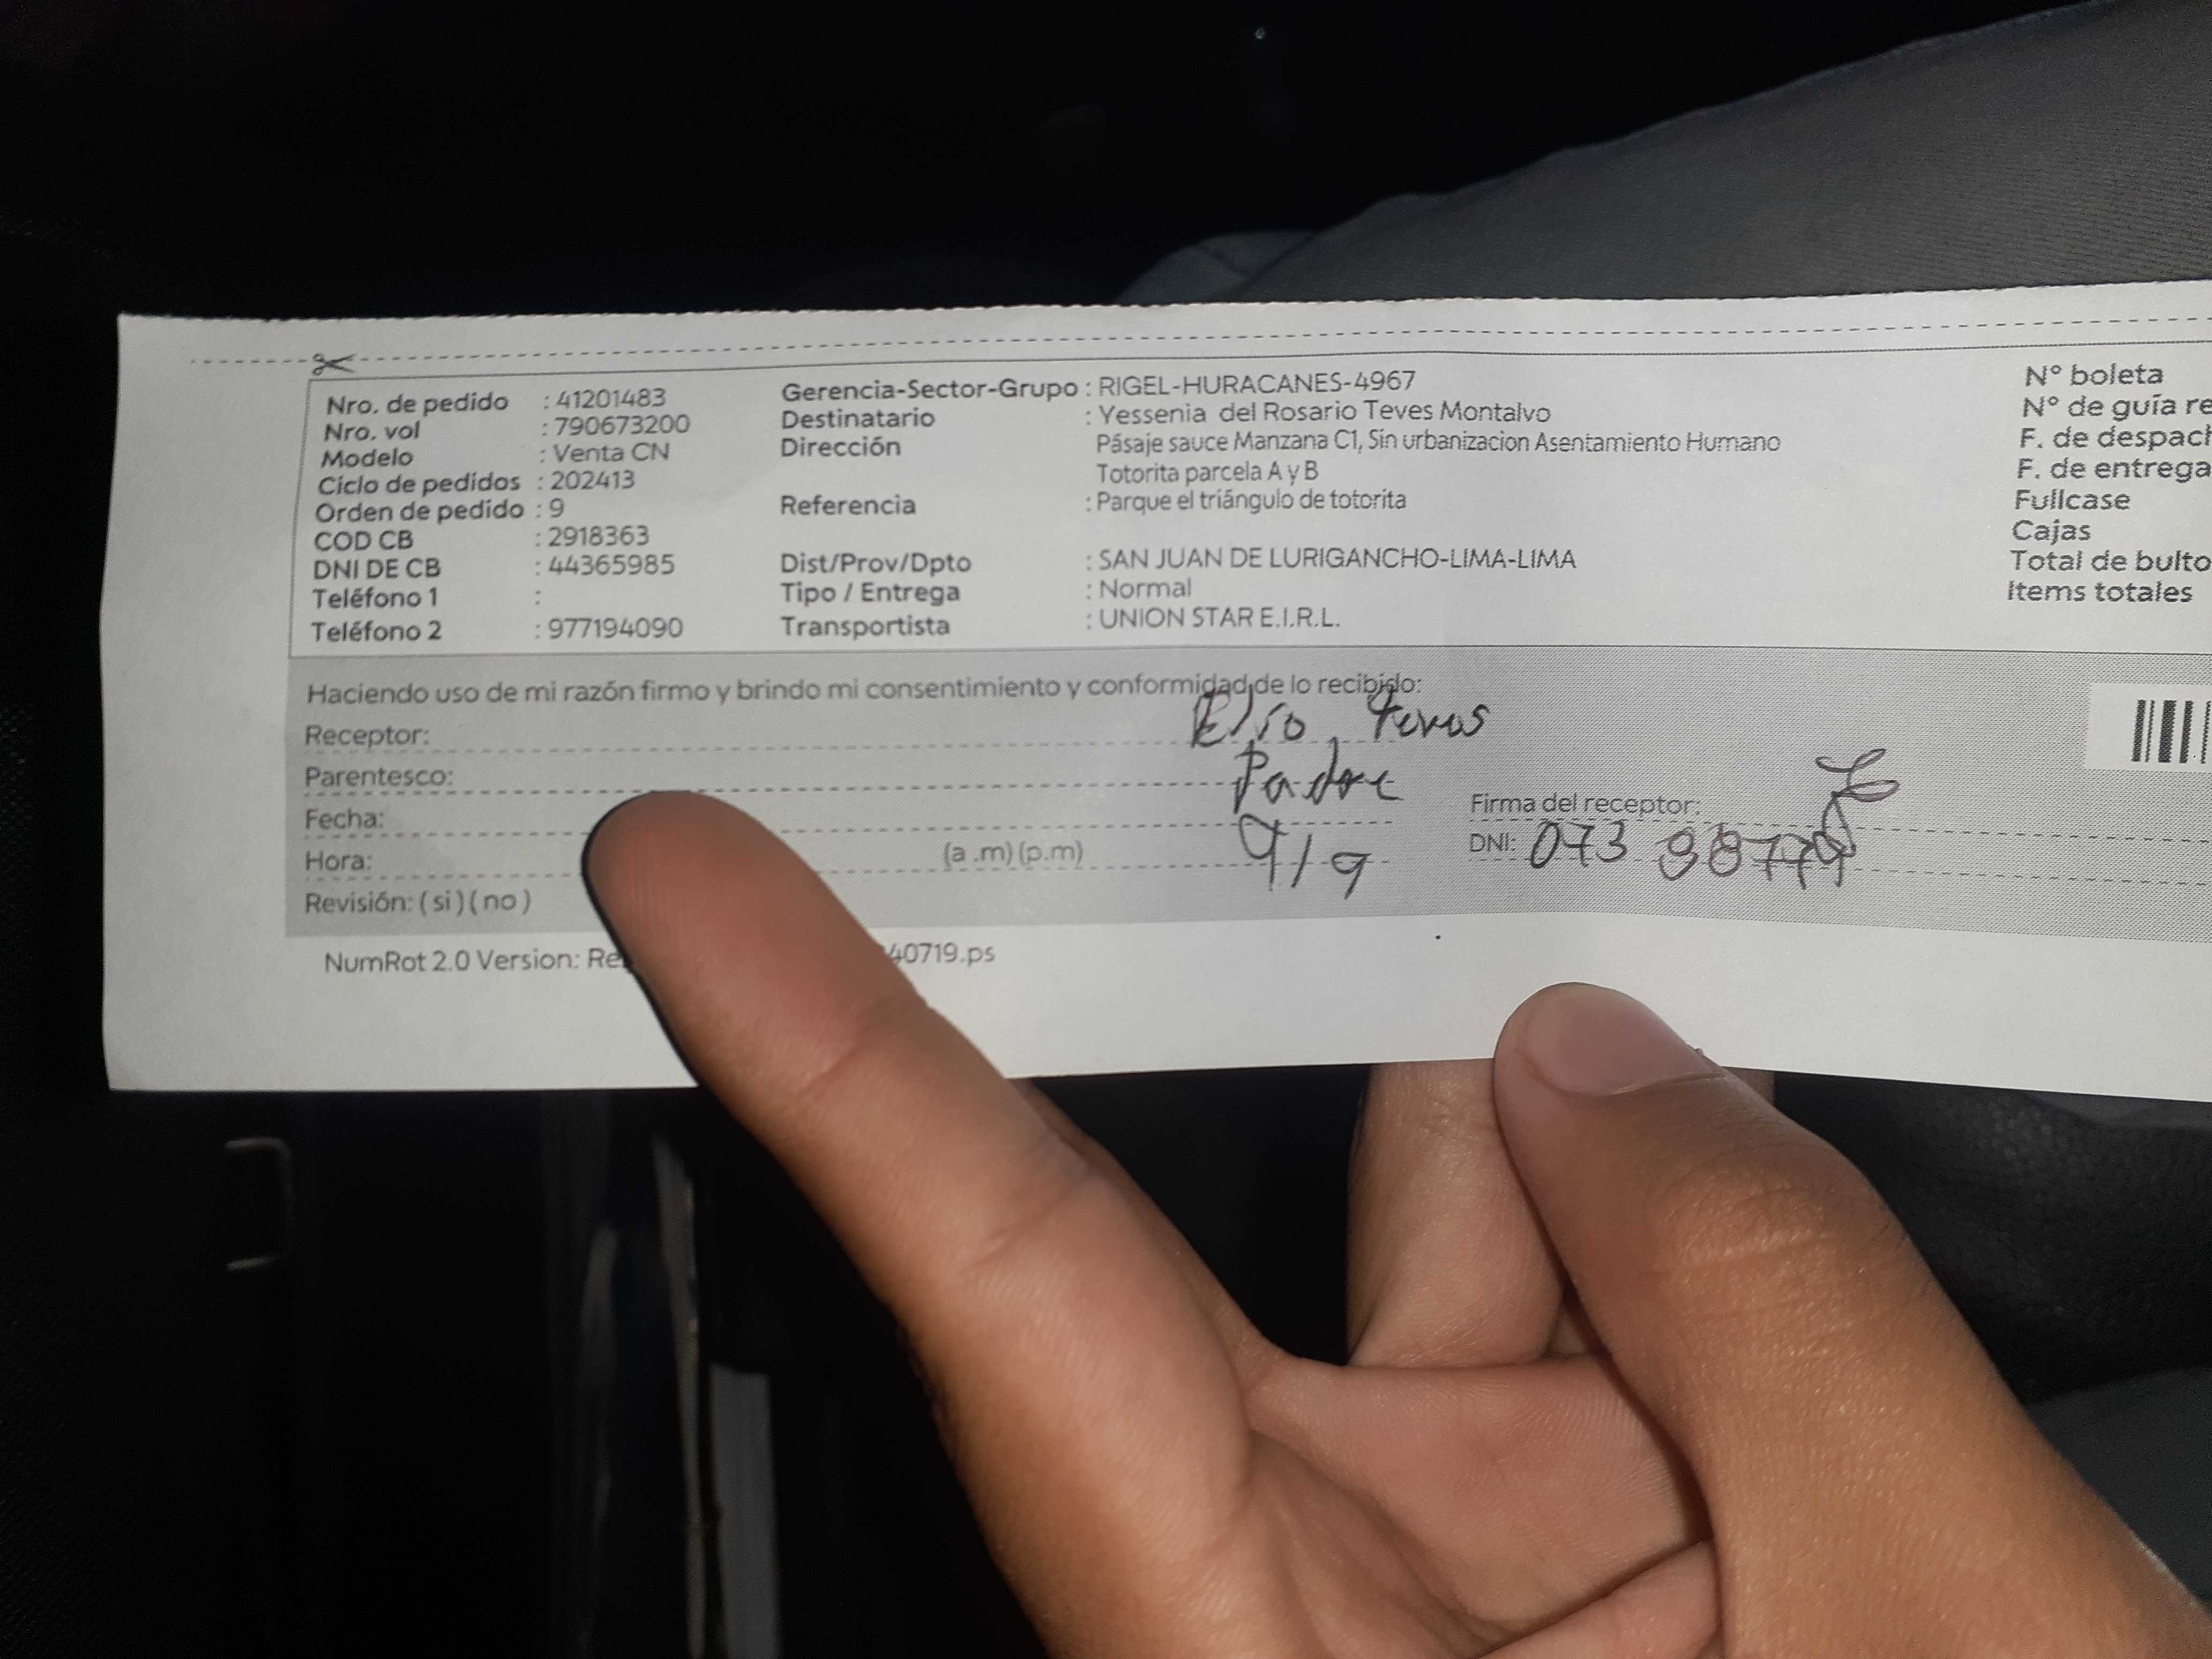 Nro. de pedido : 41201483
Nro. vol : 790673200
Modelo : Venta CN
Ciclo de pedidos : 202413
Orden de pedido : 9
COD CB : 2918363
DNI DE CB : 44365985
Teléfono 1 :
Teléfono 2 : 977194090
Gerencia-Sector-Grupo : RIGEL-HURACANES-4967
Destinatario : Yessenia del Rosario Teves Montalvo
Dirección : Pásaje sauce Manzana C1, Sin urbanizacion Asentamiento Humano
Totorita parcela A y B
Referencia : Parque el triángulo de totorita
Dist/Prov/Dpto : SAN JUAN DE LURIGANCHO-LIMA-LIMA
Tipo / Entrega : Normal
Transportista : UNION STAR E.I.R.L.
N° boleta
N° de guía re
F. de despach
F. de entrega
Fullcase
Cajas
Total de bulto
Items totales
Haciendo uso de mi razón firmo y brindo mi consentimiento y conformidad de lo recibido:
Receptor: Elio Teves
Parentesco: Padre
Fecha: 9/9
Hora: (a .m) (p.m)
Revisión: ( si ) ( no )
Firma del receptor:
DNI: 073
NumRot 2.0 Version: Re 40719.ps